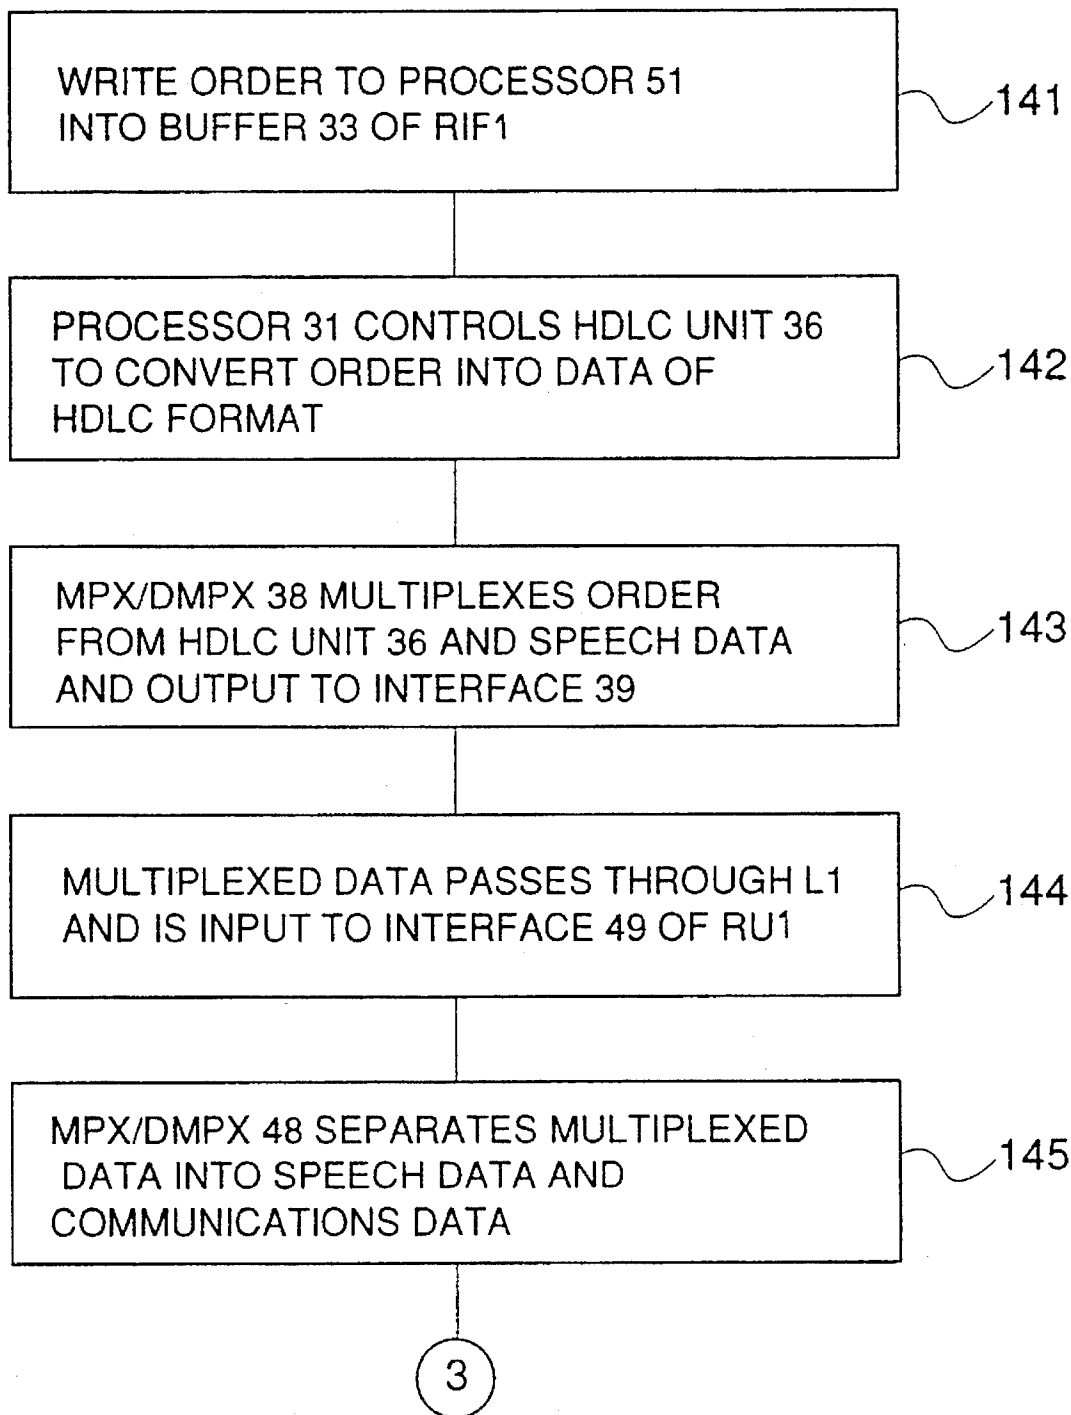 WRITE ORDER TO PROCESSOR 51
INTO BUFFER 33 OF RIF1
141
PROCESSOR 31 CONTROLS HDLC UNIT 36
TO CONVERT ORDER INTO DATA OF
HDLC FORMAT
142
MPX/DMPX 38 MULTIPLEXES ORDER
FROM HDLC UNIT 36 AND SPEECH DATA
AND OUTPUT TO INTERFACE 39
143
MULTIPLEXED DATA PASSES THROUGH L1
AND IS INPUT TO INTERFACE 49 OF RU1
144
MPX/DMPX 48 SEPARATES MULTIPLEXED
DATA INTO SPEECH DATA AND
COMMUNICATIONS DATA
145
3